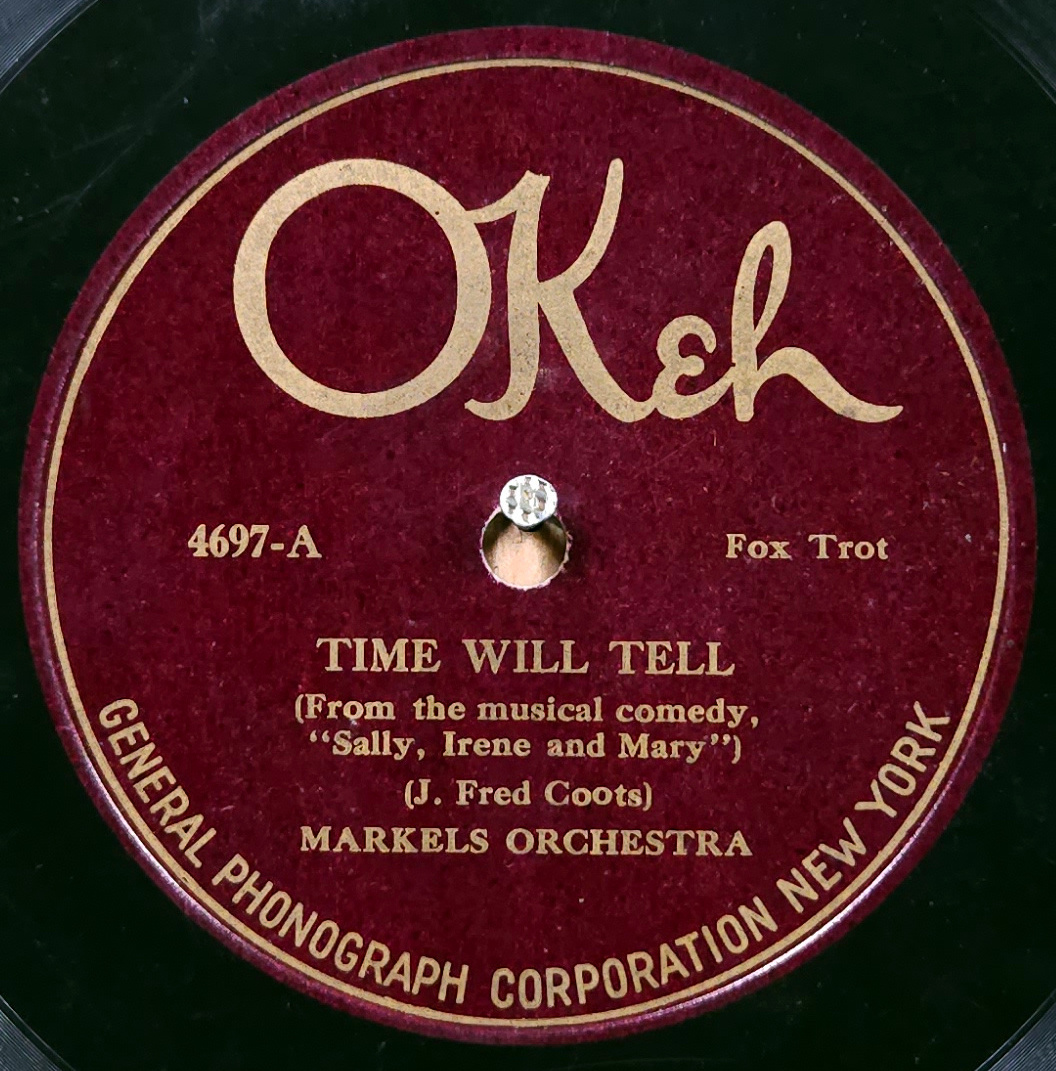 OKeh
4697-A
Fox Trot
TIME WILL TELL
(From the musical comedy,
“Sally, Irene and Mary”)
(J. Fred Coots)
MARKELS ORCHESTRA
GENERAL PHONOGRAPH CORPORATION NEW YORK